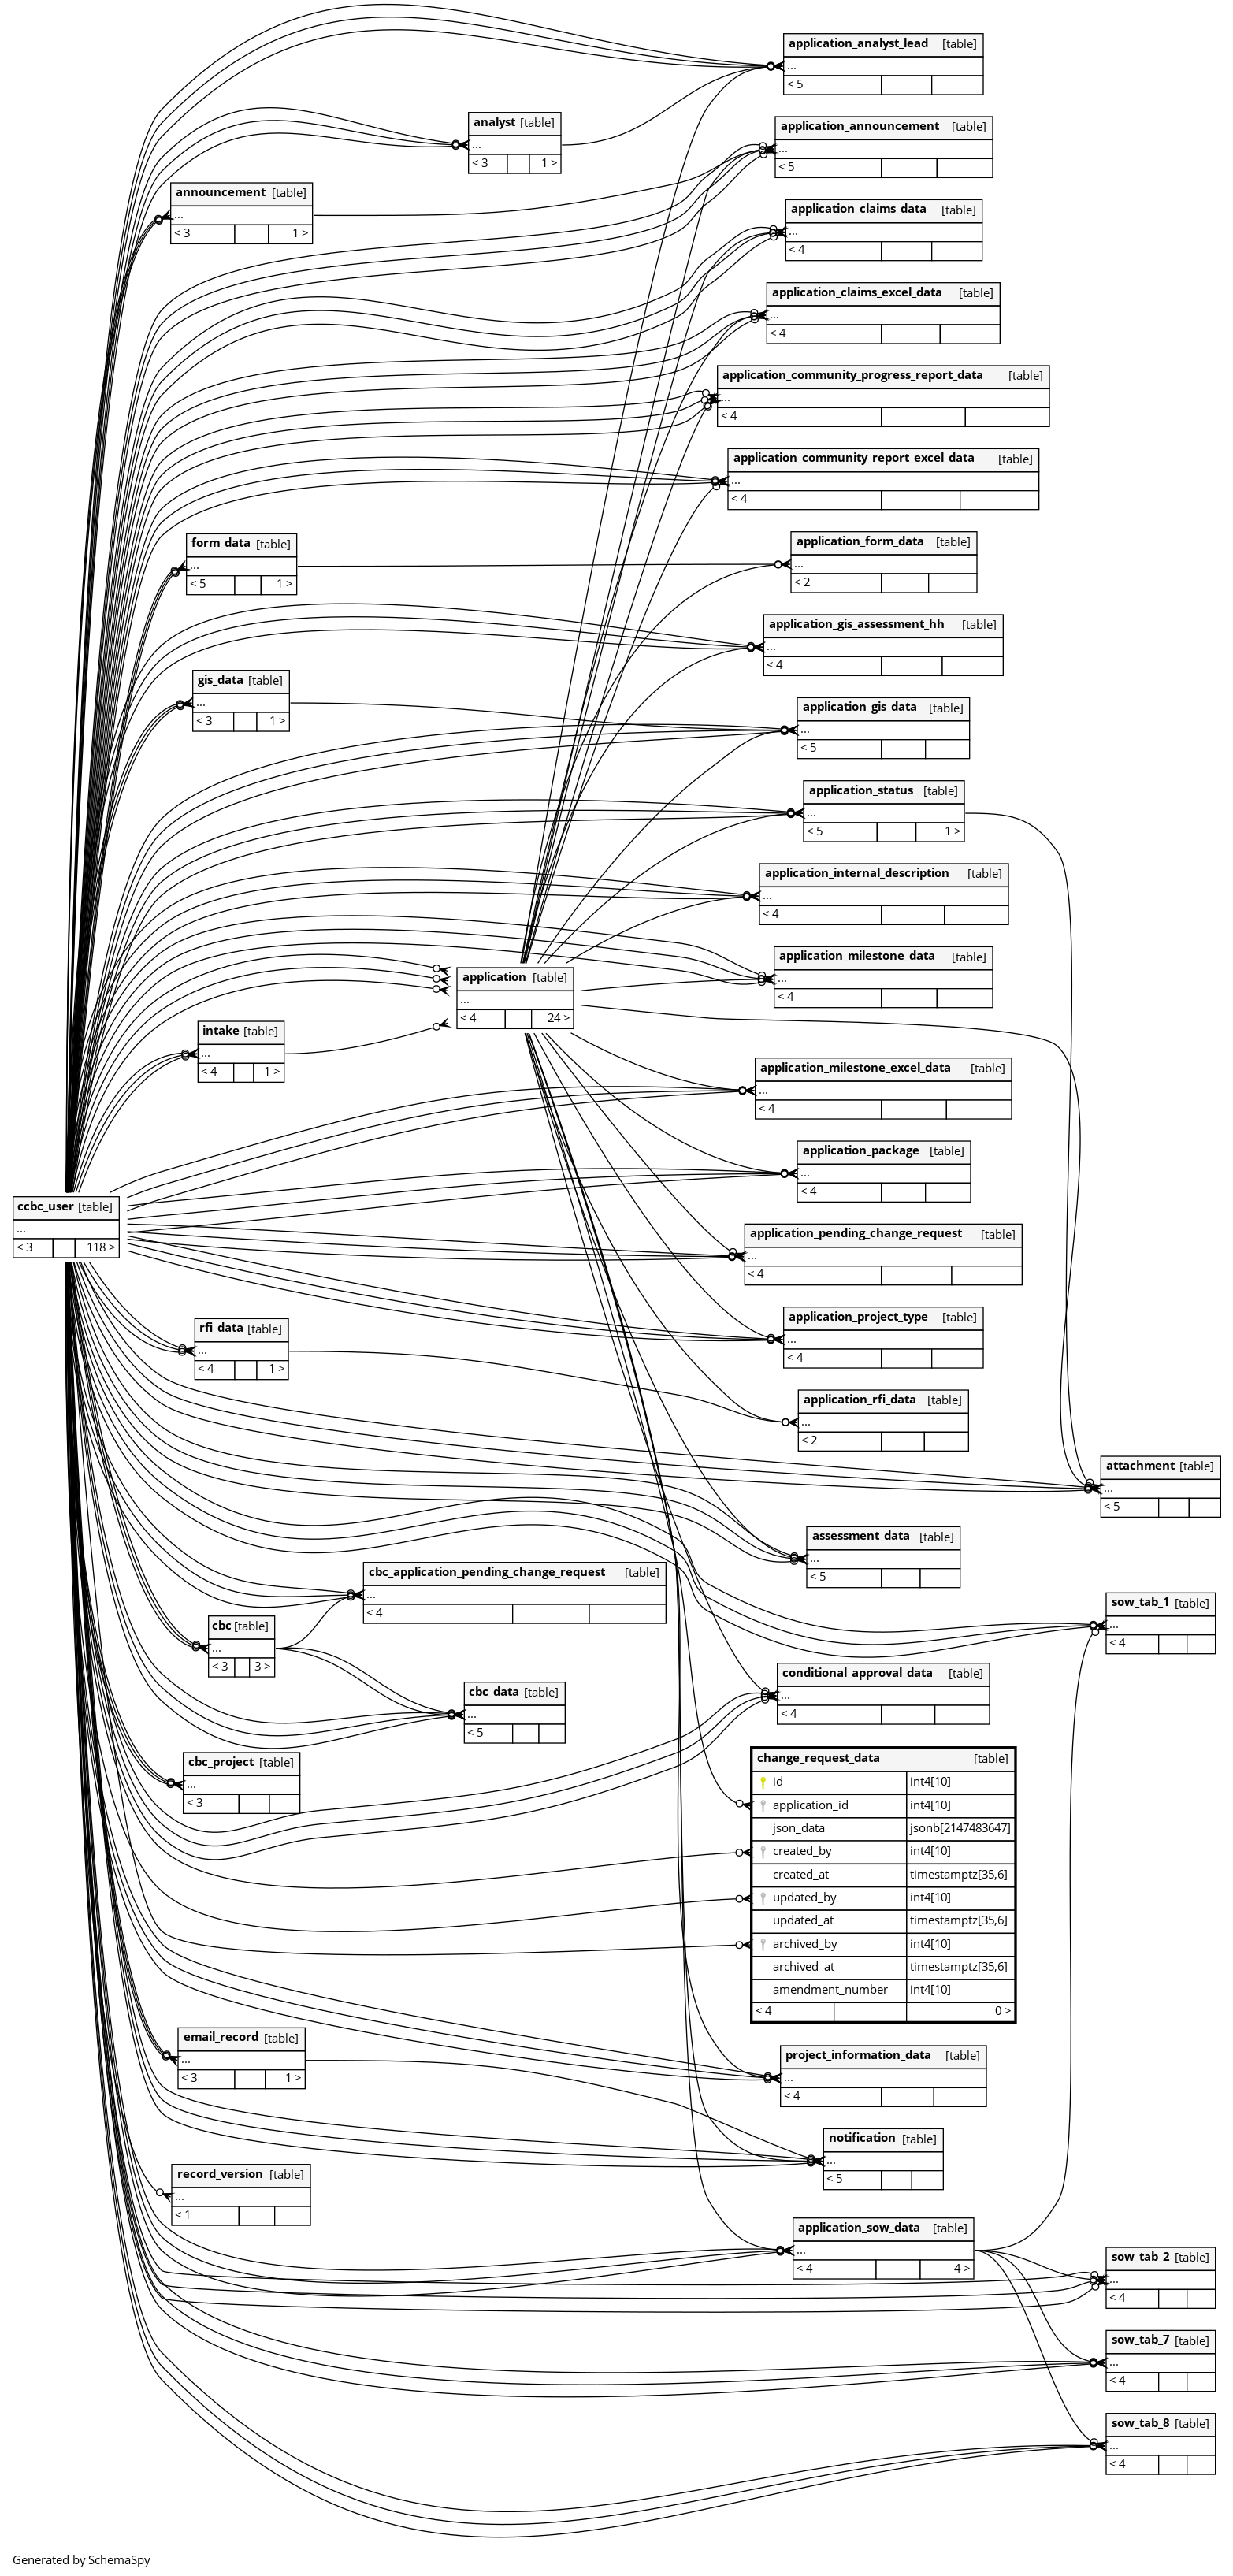 application_analyst_lead [table]
...
< 5
analyst [table]
...
< 3 1 >
application_announcement [table]
...
< 5
announcement [table]
...
< 3 1 >
application_claims_data [table]
...
< 4
application_claims_excel_data [table]
...
< 4
application_community_progress_report_data [table]
...
< 4
application_community_report_excel_data [table]
...
< 4
form_data [table]
...
< 5 1 >
application_form_data [table]
...
< 2
application_gis_assessment_hh [table]
...
< 4
gis_data [table]
...
< 3 1 >
application_gis_data [table]
...
< 5
application_status [table]
...
< 5 1 >
application_internal_description [table]
...
< 4
application_milestone_data [table]
...
< 4
application [table]
...
< 4 24 >
intake [table]
...
< 4 1 >
application_milestone_excel_data [table]
...
< 4
application_package [table]
...
< 4
ccbc_user [table]
...
< 3 118 >
application_pending_change_request [table]
...
< 4
application_project_type [table]
...
< 4
rfi_data [table]
...
< 4 1 >
application_rfi_data [table]
...
< 2
attachment [table]
...
< 5
assessment_data [table]
...
< 5
cbc_application_pending_change_request [table]
...
< 4
sow_tab_1 [table]
...
< 4
cbc [table]
...
< 3 3 >
conditional_approval_data [table]
...
< 4
cbc_data [table]
...
< 5
cbc_project [table]
...
< 3
change_request_data [table]
id int4[10]
application_id int4[10]
json_data jsonb[2147483647]
created_by int4[10]
created_at timestamptz[35,6]
updated_by int4[10]
updated_at timestamptz[35,6]
archived_by int4[10]
archived_at timestamptz[35,6]
amendment_number int4[10]
< 4 0 >
email_record [table]
...
< 3 1 >
project_information_data [table]
...
< 4
notification [table]
...
< 5
record_version [table]
...
< 1
application_sow_data [table]
...
< 4 4 >
sow_tab_2 [table]
...
< 4
sow_tab_7 [table]
...
< 4
sow_tab_8 [table]
...
< 4
Generated by SchemaSpy